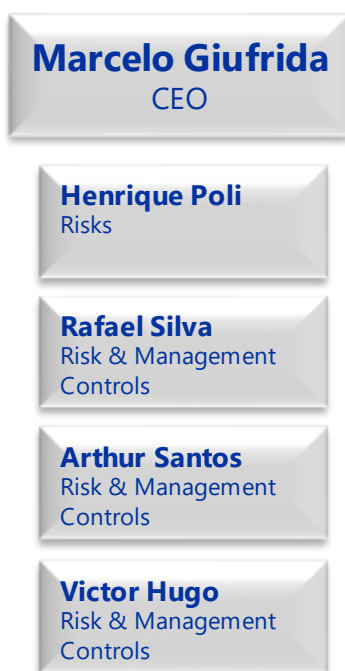 Marcelo Giufrida
CEO
Henrique Poli
Risks
Rafael Silva
Risk & Management
Controls
Arthur Santos
Risk & Management
Controls
Victor Hugo
Risk & Management
Controls